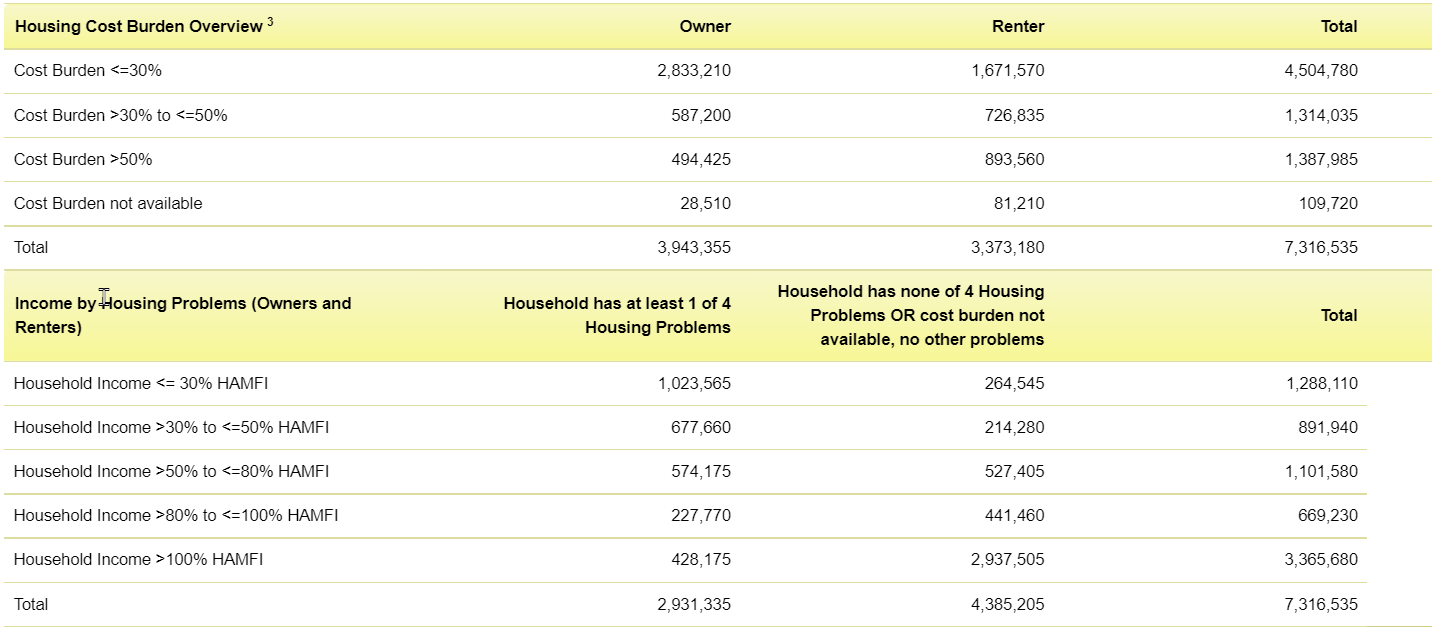 Housing Cost Burden Overview 3 Owner Renter Total
Cost Burden <=30% 2,833,210 1,671,570 4,504,780
Cost Burden >30% to <=50% 587,200 726,835 1,314,035
Cost Burden >50% 494,425 893,560 1,387,985
Cost Burden not available 28,510 81,210 109,720
Total 3,943,355 3,373,180 7,316,535
Income by Housing Problems (Owners and
Renters)
Household has at least 1 of 4
Housing Problems
Household has none of 4 Housing
Problems OR cost burden not
available, no other problems
Total
Household Income <= 30% HAMFI 1,023,565 264,545 1,288,110
Household Income >30% to <=50% HAMFI 677,660 214,280 891,940
Household Income >50% to <=80% HAMFI 574,175 527,405 1,101,580
Household Income >80% to <=100% HAMFI 227,770 441,460 669,230
Household Income >100% HAMFI 428,175 2,937,505 3,365,680
Total 2,931,335 4,385,205 7,316,535